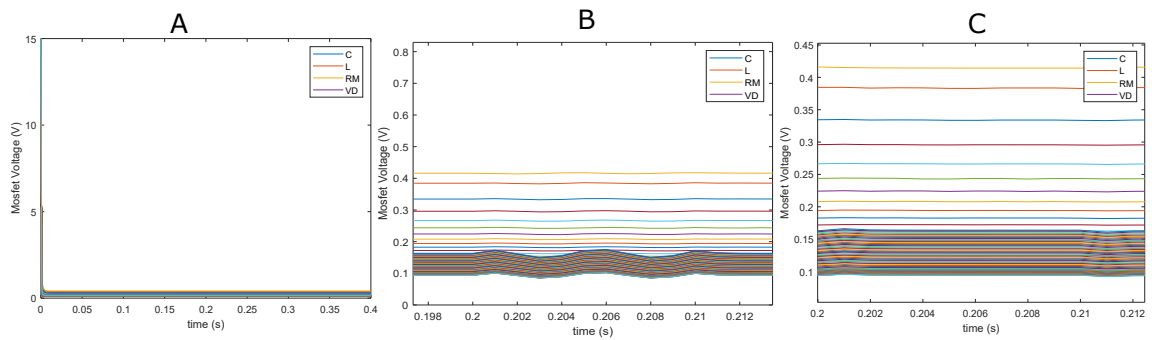 A
15
10
5
0
Mosfet Voltage (V)
0 0.05 0.1 0.15 0.2 0.25 0.3 0.35 0.4
time (s)
C
L
RM
VD
B
0.8
0.7
0.6
0.5
0.4
0.3
0.2
0.1
0
Mosfet Voltage (V)
0.198 0.2 0.202 0.204 0.206 0.208 0.21 0.212
time (s)
C
L
RM
VD
C
0.45
0.4
0.35
0.3
0.25
0.2
0.15
0.1
Mosfet Voltage (V)
0.2 0.202 0.204 0.206 0.208 0.21 0.212
time (s)
C
L
RM
VD